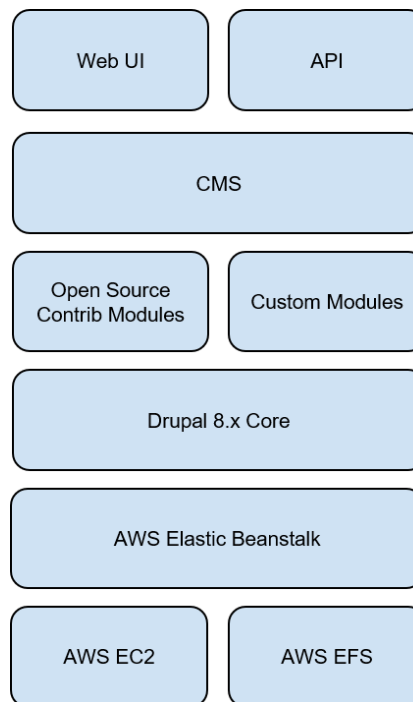 Web UI
API
CMS
Open Source
Contrib Modules
Custom Modules
Drupal 8.x Core
AWS Elastic Beanstalk
AWS EC2
AWS EFS